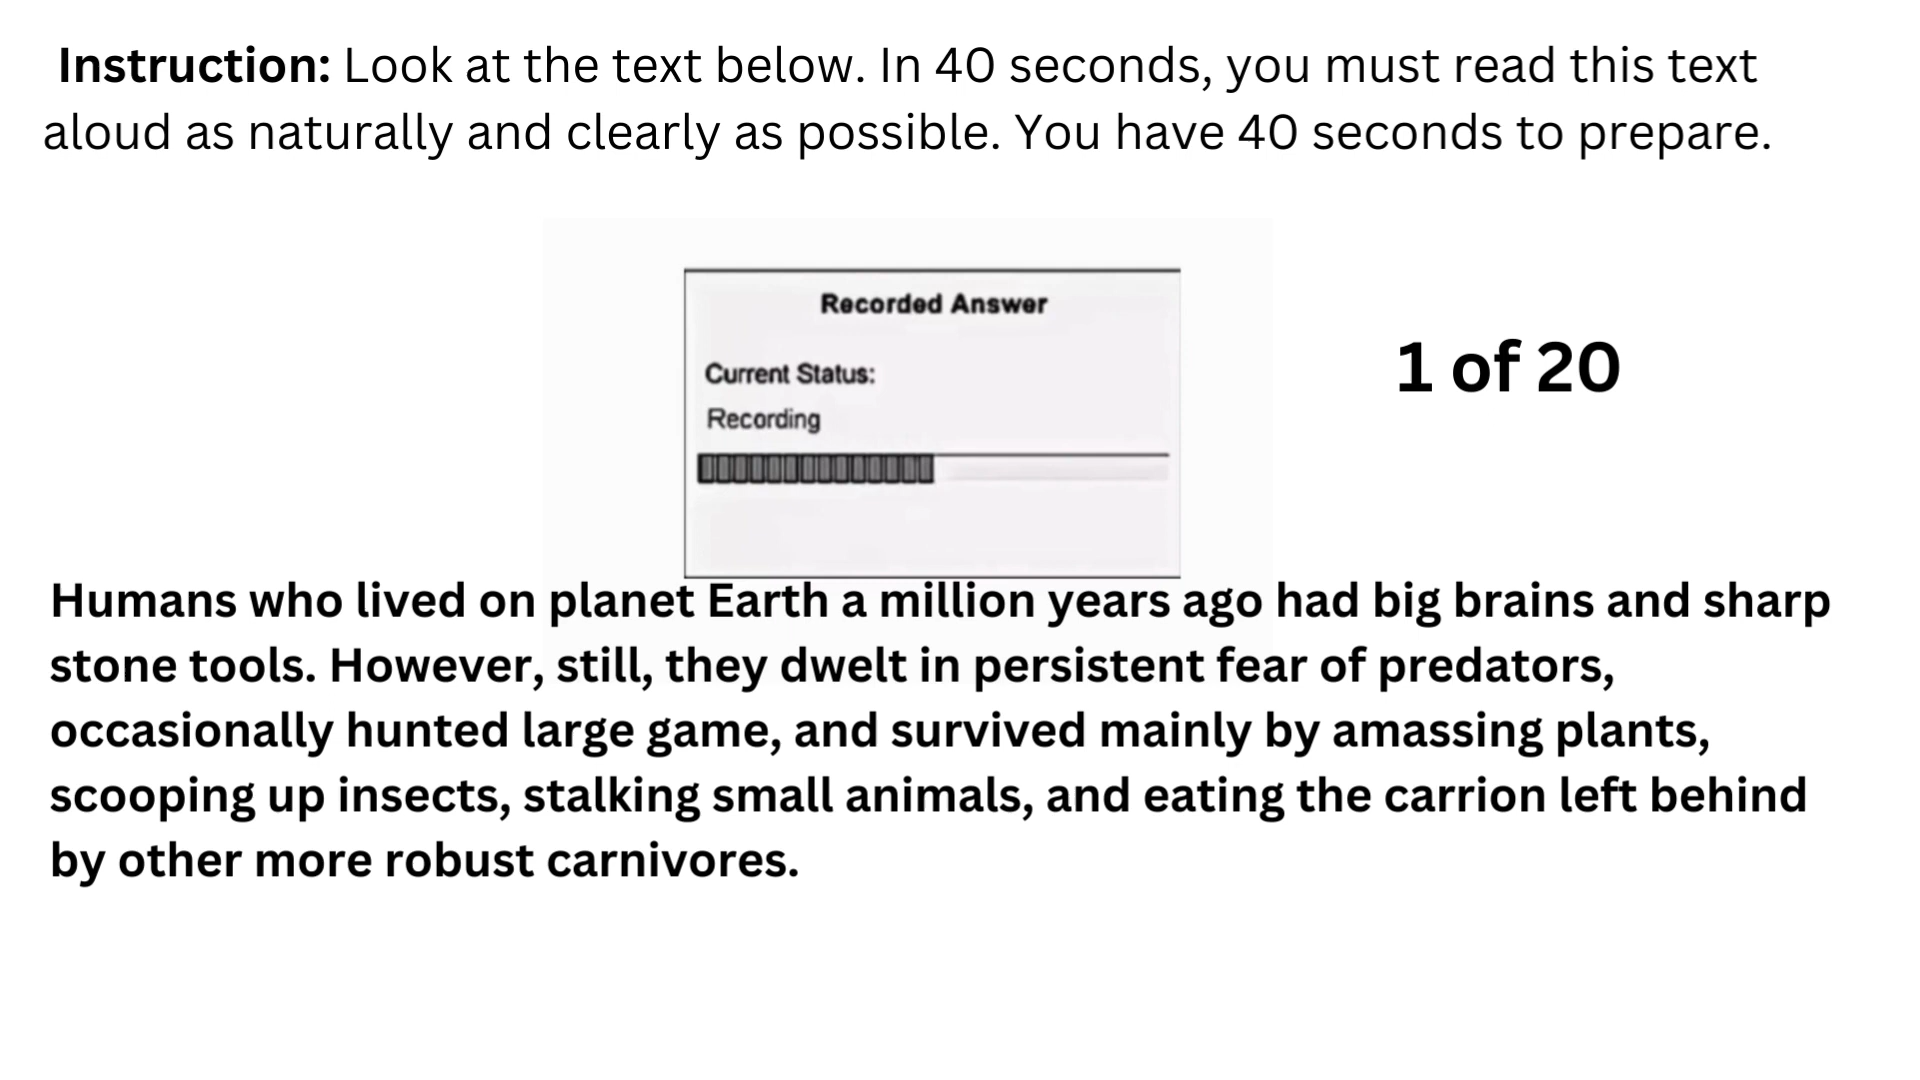 Instruction: Look at the text below. In 40 seconds, you must read this text
aloud as naturally and clearly as possible. You have 40 seconds to prepare.
Recorded Answer
Current Status:
Recording
1 of 20
Humans who lived on planet Earth a million years ago had big brains and sharp
stone tools. However, still, they dwelt in persistent fear of predators,
occasionally hunted large game, and survived mainly by amassing plants,
scooping up insects, stalking small animals, and eating the carrion left behind
by other more robust carnivores.